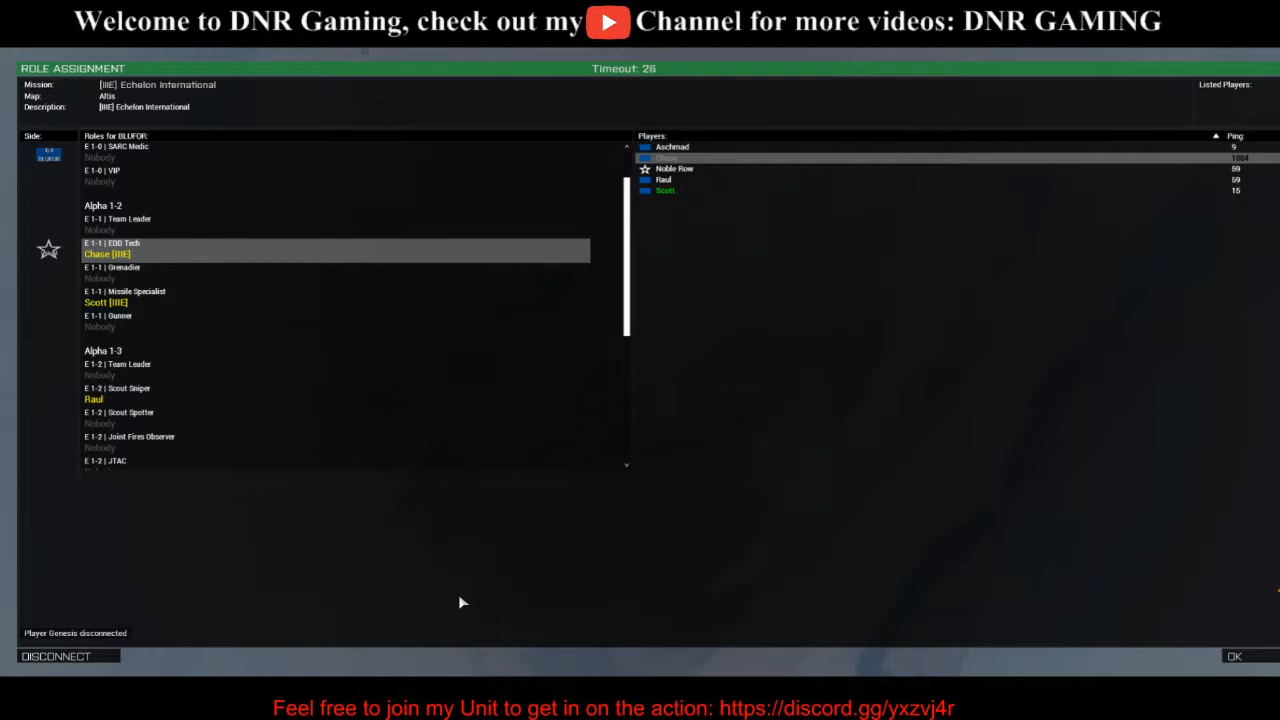 Welcome to DNR Gaming, check out my Channel for more videos: DNR GAMING
ROLE ASSIGNMENT Timeout: 26
Mission: [IIIE] Echelon International Listed Players:
Map: Altis
Description: [IIIE] Echelon International
Side: Roles for BLUFOR: Players: Ping:
BLUFOR
E 1-0 | SARC Medic
Nobody
E 1-0 | VIP
Nobody
Alpha 1-2
E 1-1 | Team Leader
Nobody
E 1-1 | EOD Tech
Chase [IIIE]
E 1-1 | Grenadier
Nobody
E 1-1 | Missile Specialist
Scott [IIIE]
E 1-1 | Gunner
Nobody
Alpha 1-3
E 1-2 | Team Leader
Nobody
E 1-2 | Scout Sniper
Raul
E 1-2 | Scout Spotter
Nobody
E 1-2 | Joint Fires Observer
Nobody
E 1-2 | JTAC
Aschmad 9
Chase 1084
Noble Row 59
Raul 59
Scott 15
Player Genesis disconnected
DISCONNECT OK
Feel free to join my Unit to get in on the action: https://discord.gg/yxzvj4r